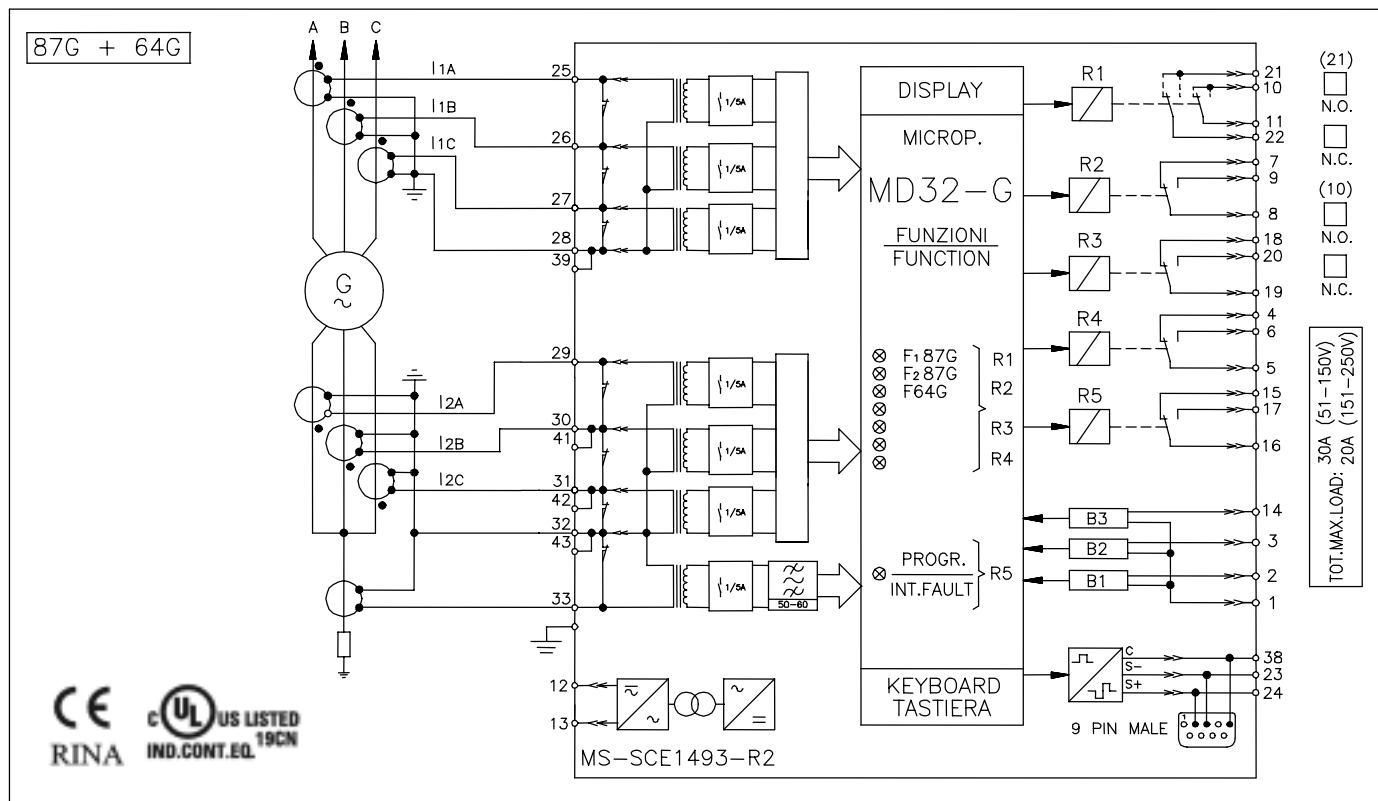 87G + 64G
A B C
I1A
I1B
I1C
25
26
27
28
39
G
29
I2A
30
41
I2B
31
42
I2C
32
43
33
12
13
1/5A
1/5A
1/5A
1/5A
1/5A
1/5A
1/5A
50-60
DISPLAY
MICROP.
MD32-G
FUNZIONI
FUNCTION
F1 87G
F2 87G
F64G
R1
R2
R3
R4
PROGR.
INT.FAULT
R5
KEYBOARD
TASTIERA
R1
R2
R3
R4
R5
21
10
11
22
7
9
8
18
20
19
4
6
5
15
17
16
B3
B2
B1
14
3
2
1
C
S-
S+
38
23
24
1
9 PIN MALE
(21)
N.O.
N.C.
(10)
N.O.
N.C.
TOT.MAX.LOAD: 30A (51-150V)
20A (151-250V)
CE
RINA
C UL US LISTED
IND.CONT.EQ. 19CN
MS-SCE1493-R2